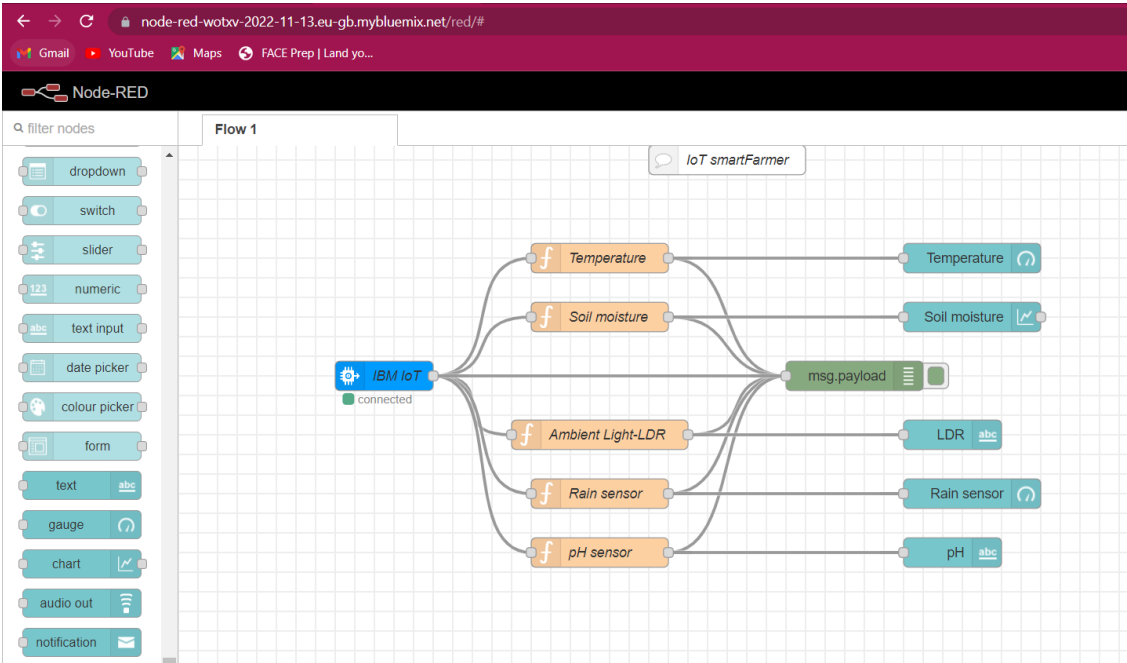 node-red-wotxv-2022-11-13.eu-gb.mybluemix.net/red/#
Gmail YouTube Maps FACE Prep | Land yo...
Node-RED
filter nodes
Flow 1
dropdown
switch
slider
123 numeric
abc text input
date picker
colour picker
form
text abc
gauge
chart
audio out
notification
IoT smartFarmer
f Temperature
Temperature
f Soil moisture
Soil moisture
IBM IoT
connected
msg.payload
f Ambient Light-LDR
LDR abc
f Rain sensor
Rain sensor
f pH sensor
pH abc